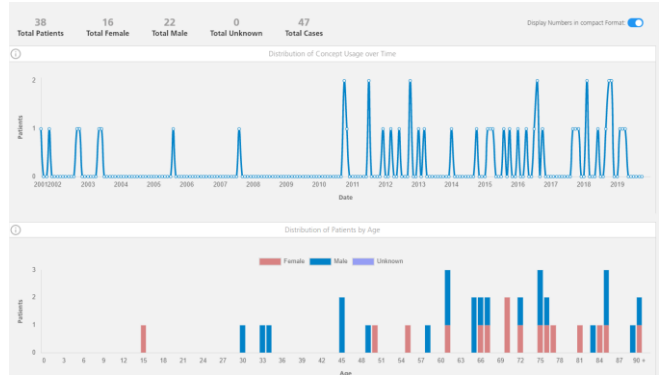 38 16 22 0 47
Total Patients Total Female Total Male Total Unknown Total Cases
Display Numbers in compact Format:
Distribution of Concept Usage over Time
2
1
0
Patients
2001 2002 2003 2004 2005 2006 2007 2008 2009 2010 2011 2012 2013 2014 2015 2016 2017 2018 2019
Date
Distribution of Patients by Age
Female Male Unknown
3
2
1
0
Patients
0 3 6 9 12 15 18 21 24 27 30 33 36 39 42 45 48 51 54 57 60 63 66 69 72 75 78 81 84 87 90 +
Age